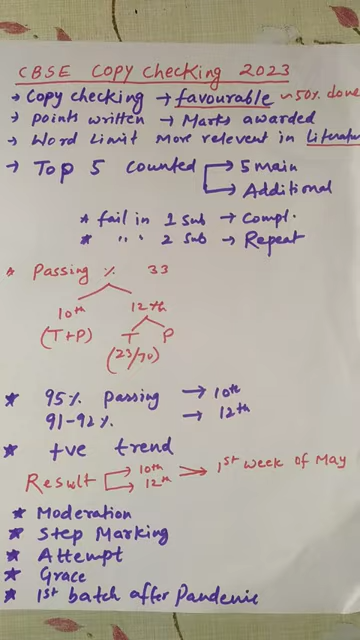 CBSE Copy Checking 2023
→ Copy checking → favourable ~50% done
→ points written → Marks awarded
→ Word Limit More relevent in Literatu
→ Top 5 Counted → 5 main
→ Additional
* fail in 1 Sub → Compl.
* " " 2 Sub → Repeat
* Passing % 33
10th 12th
(T+P) T P
(23/70)
* 95% Passing → 10th
91-92% → 12th
* +ve trend
Result → 10th → 1st week of May
→ 12th
* Moderation
* Step Marking
* Attempt
* Grace
* 1st batch after Pandemic